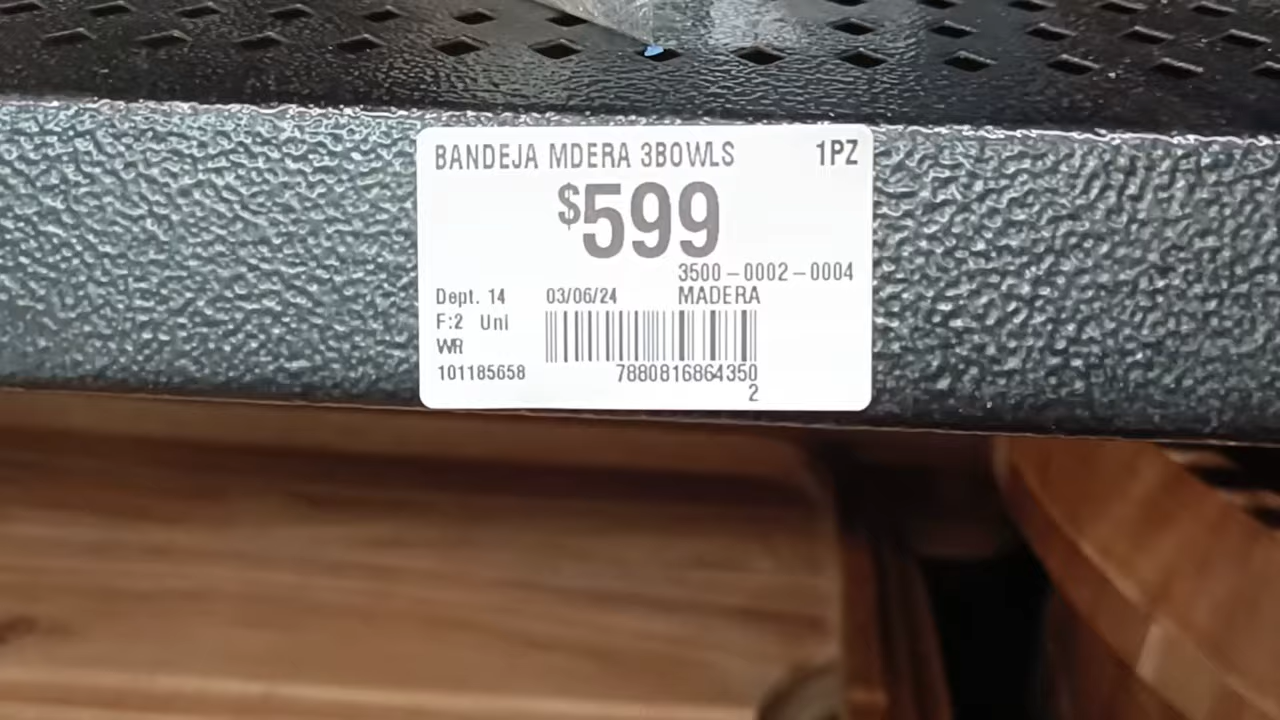 BANDEJA MDERA 3BOWLS 1PZ
$599
3500-0002-0004
Dept. 14 03/06/24 MADERA
F:2 Uni
WR
101185658 7880816864350
2